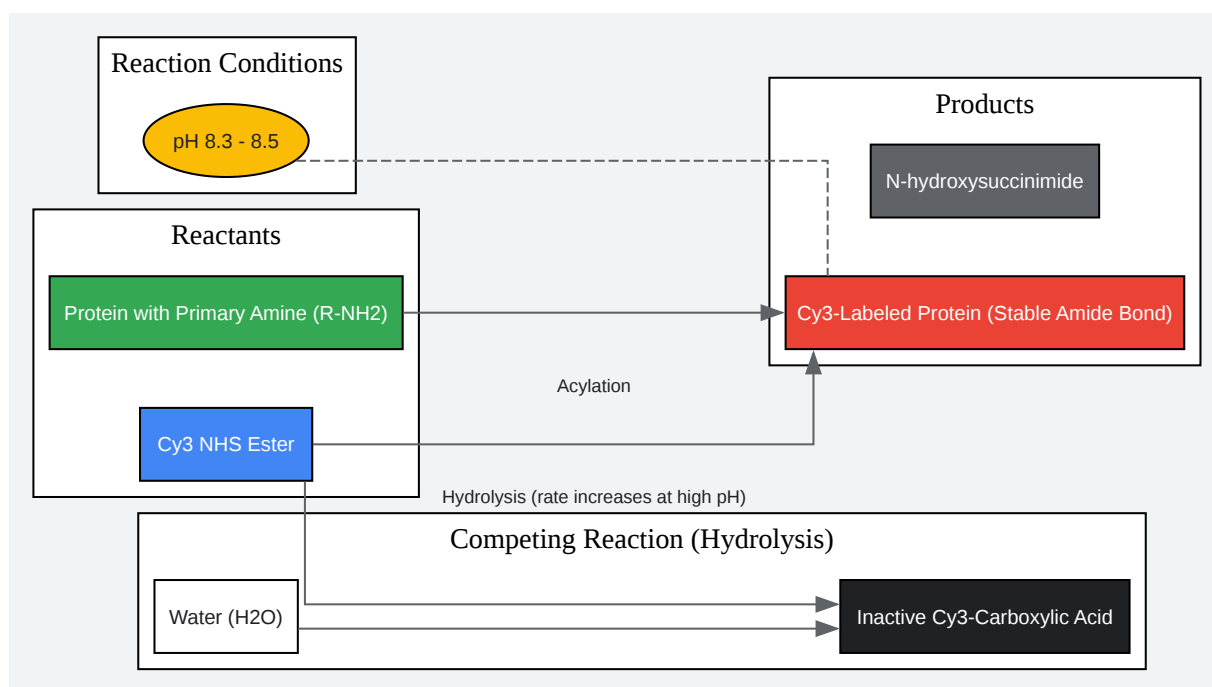 Reaction Conditions
pH 8.3 - 8.5
Products
N-hydroxysuccinimide
Reactants
Protein with Primary Amine (R-NH2)
Cy3-Labeled Protein (Stable Amide Bond)
Acylation
Cy3 NHS Ester
Hydrolysis (rate increases at high pH)
Competing Reaction (Hydrolysis)
Water (H2O)
Inactive Cy3-Carboxylic Acid